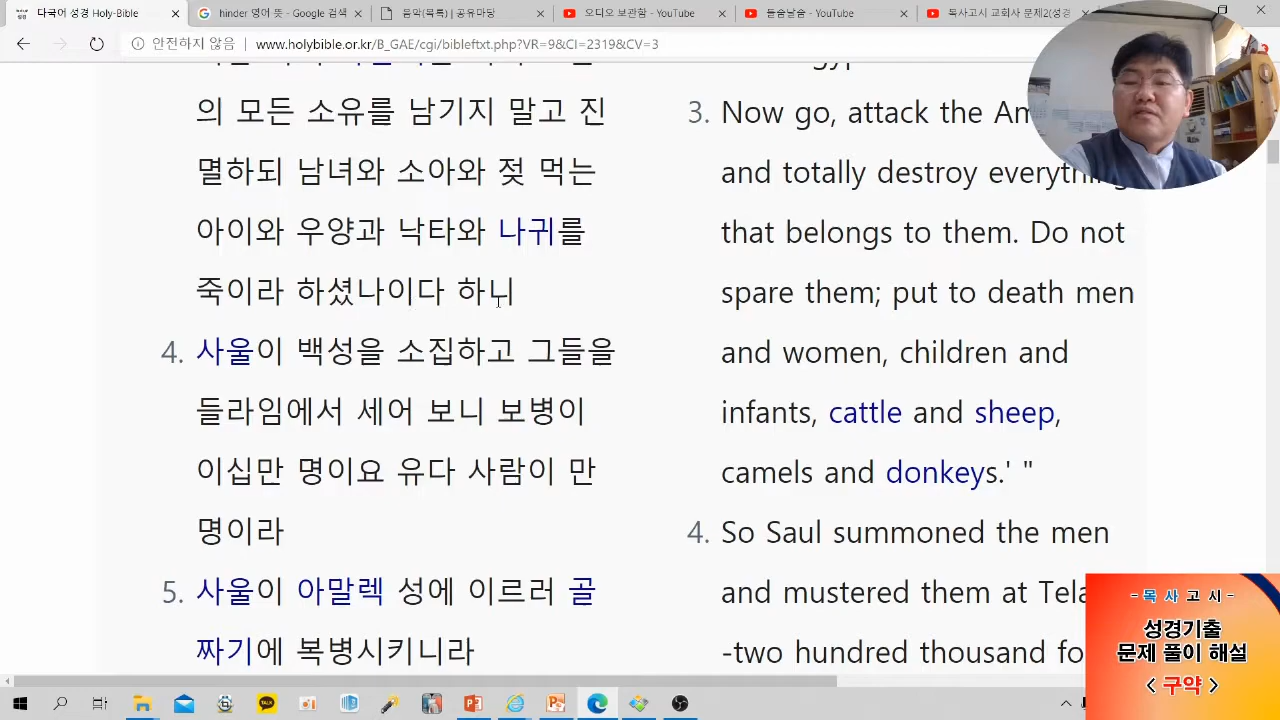 다국어 성경 Holy-Bible
hinder 영어 뜻 - Google 검색
음악(목록) | 공유마당
오디오 보관함 - YouTube
돌솔날솜 - YouTube
목사고시 교회사 문제2(성경
안전하지 않음
www.holybible.or.kr/B_GAE/cgi/bibleftxt.php?VR=9&CI=2319&CV=3
의 모든 소유를 남기지 말고 진
멸하되 남녀와 소아와 젖 먹는
아이와 우양과 낙타와 나귀를
죽이라 하셨나이다 하니
4. 사울이 백성을 소집하고 그들을
들라임에서 세어 보니 보병이
이십만 명이요 유다 사람이 만
명이라
5. 사울이 아말렉 성에 이르러 골
짜기에 복병시키니라
3. Now go, attack the Am
and totally destroy everything
that belongs to them. Do not
spare them; put to death men
and women, children and
infants, cattle and sheep,
camels and donkeys.' "
4. So Saul summoned the men
and mustered them at Tela
-two hundred thousand fo
- 목 사 고 시 -
성경기출
문제 풀이 해설
< 구약 >
TALK